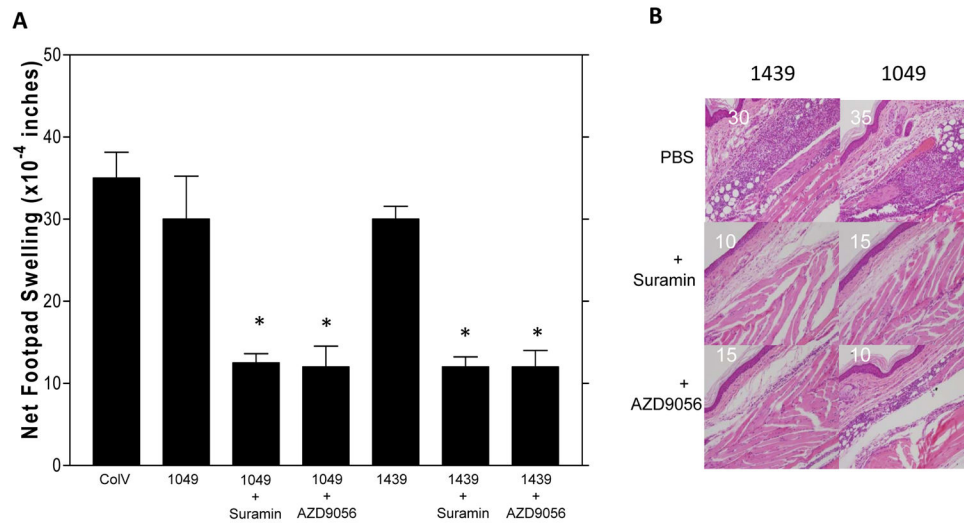 A
Net Footpad Swelling (x10⁻⁴ inches)
50
40
30
20
10
0
*
*
*
*
ColV
1049
1049
+
Suramin
1049
+
AZD9056
1439
1439
+
Suramin
1439
+
AZD9056
B
1439
1049
PBS
30
35
+
Suramin
10
15
+
AZD9056
15
10